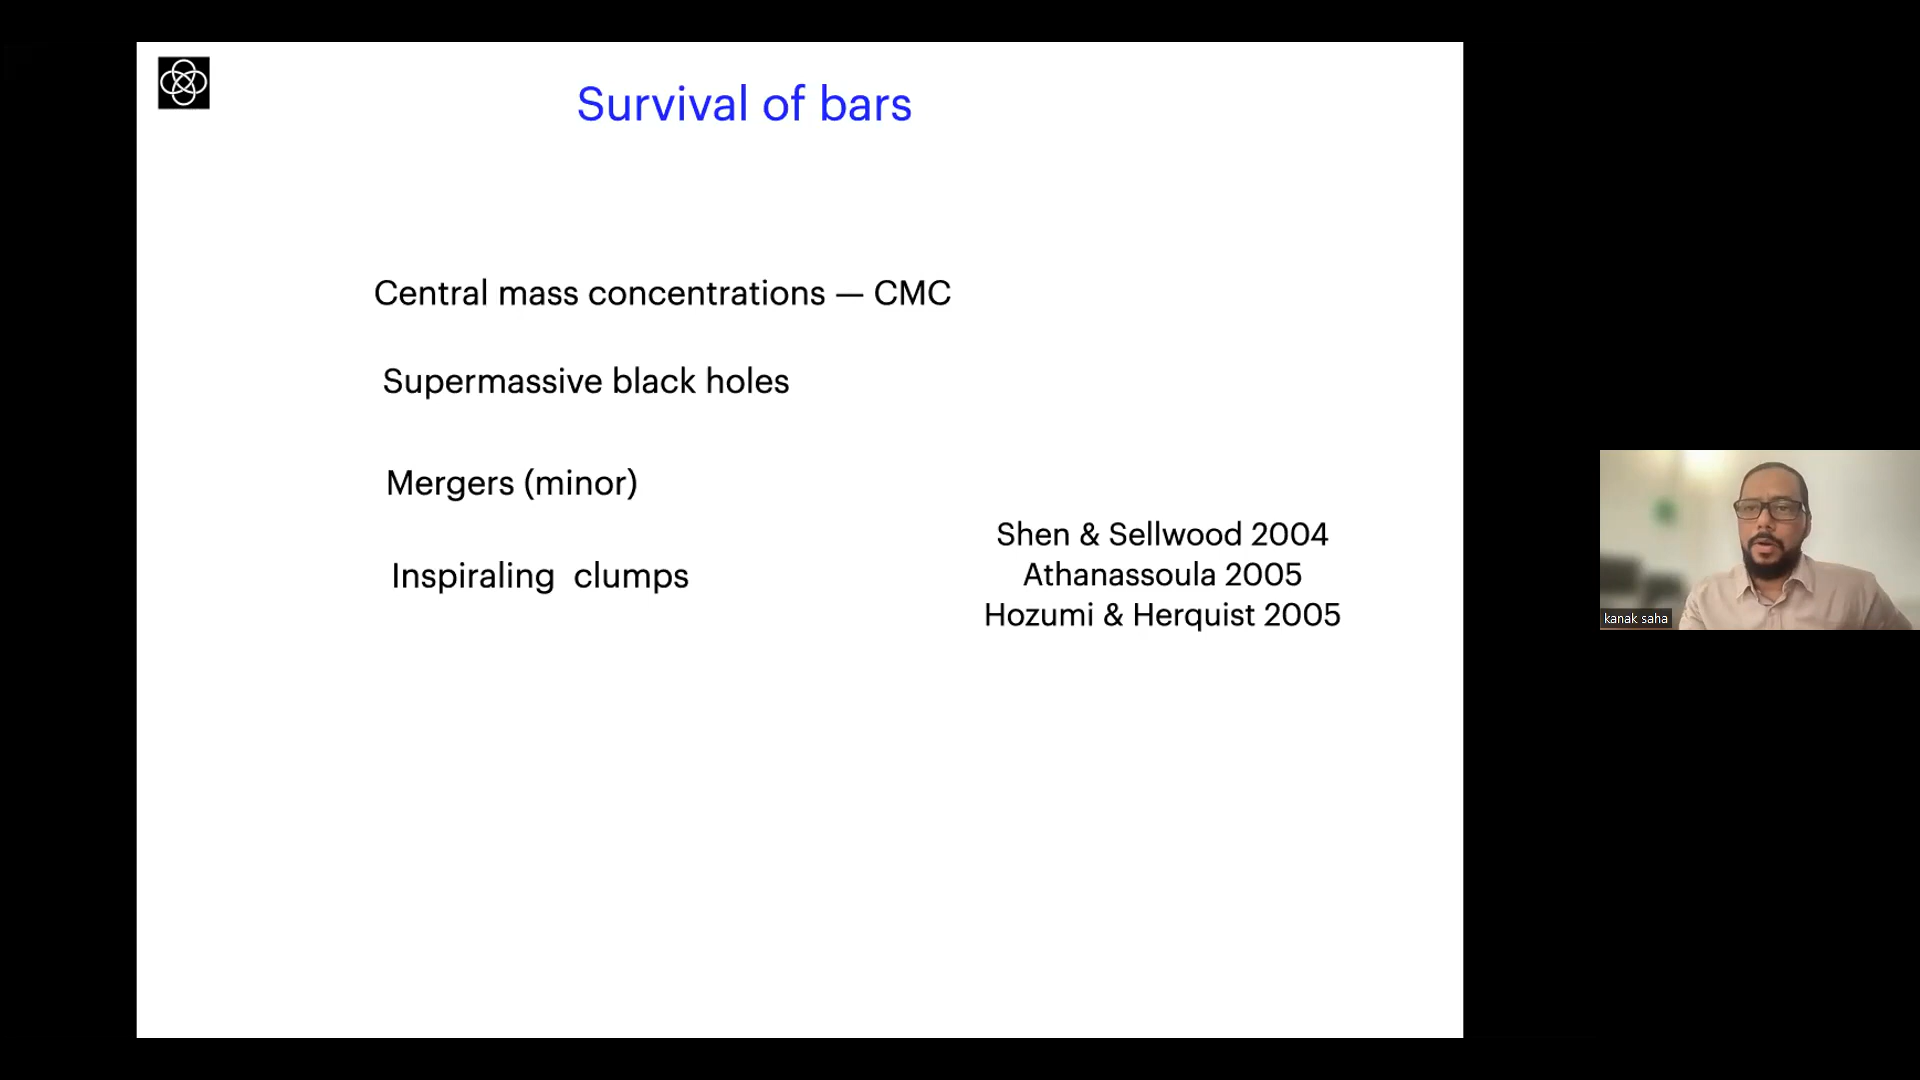 Survival of bars
Central mass concentrations — CMC
Supermassive black holes
Mergers (minor)
Inspiraling clumps
Shen & Sellwood 2004
Athanassoula 2005
Hozumi & Herquist 2005
kanak saha